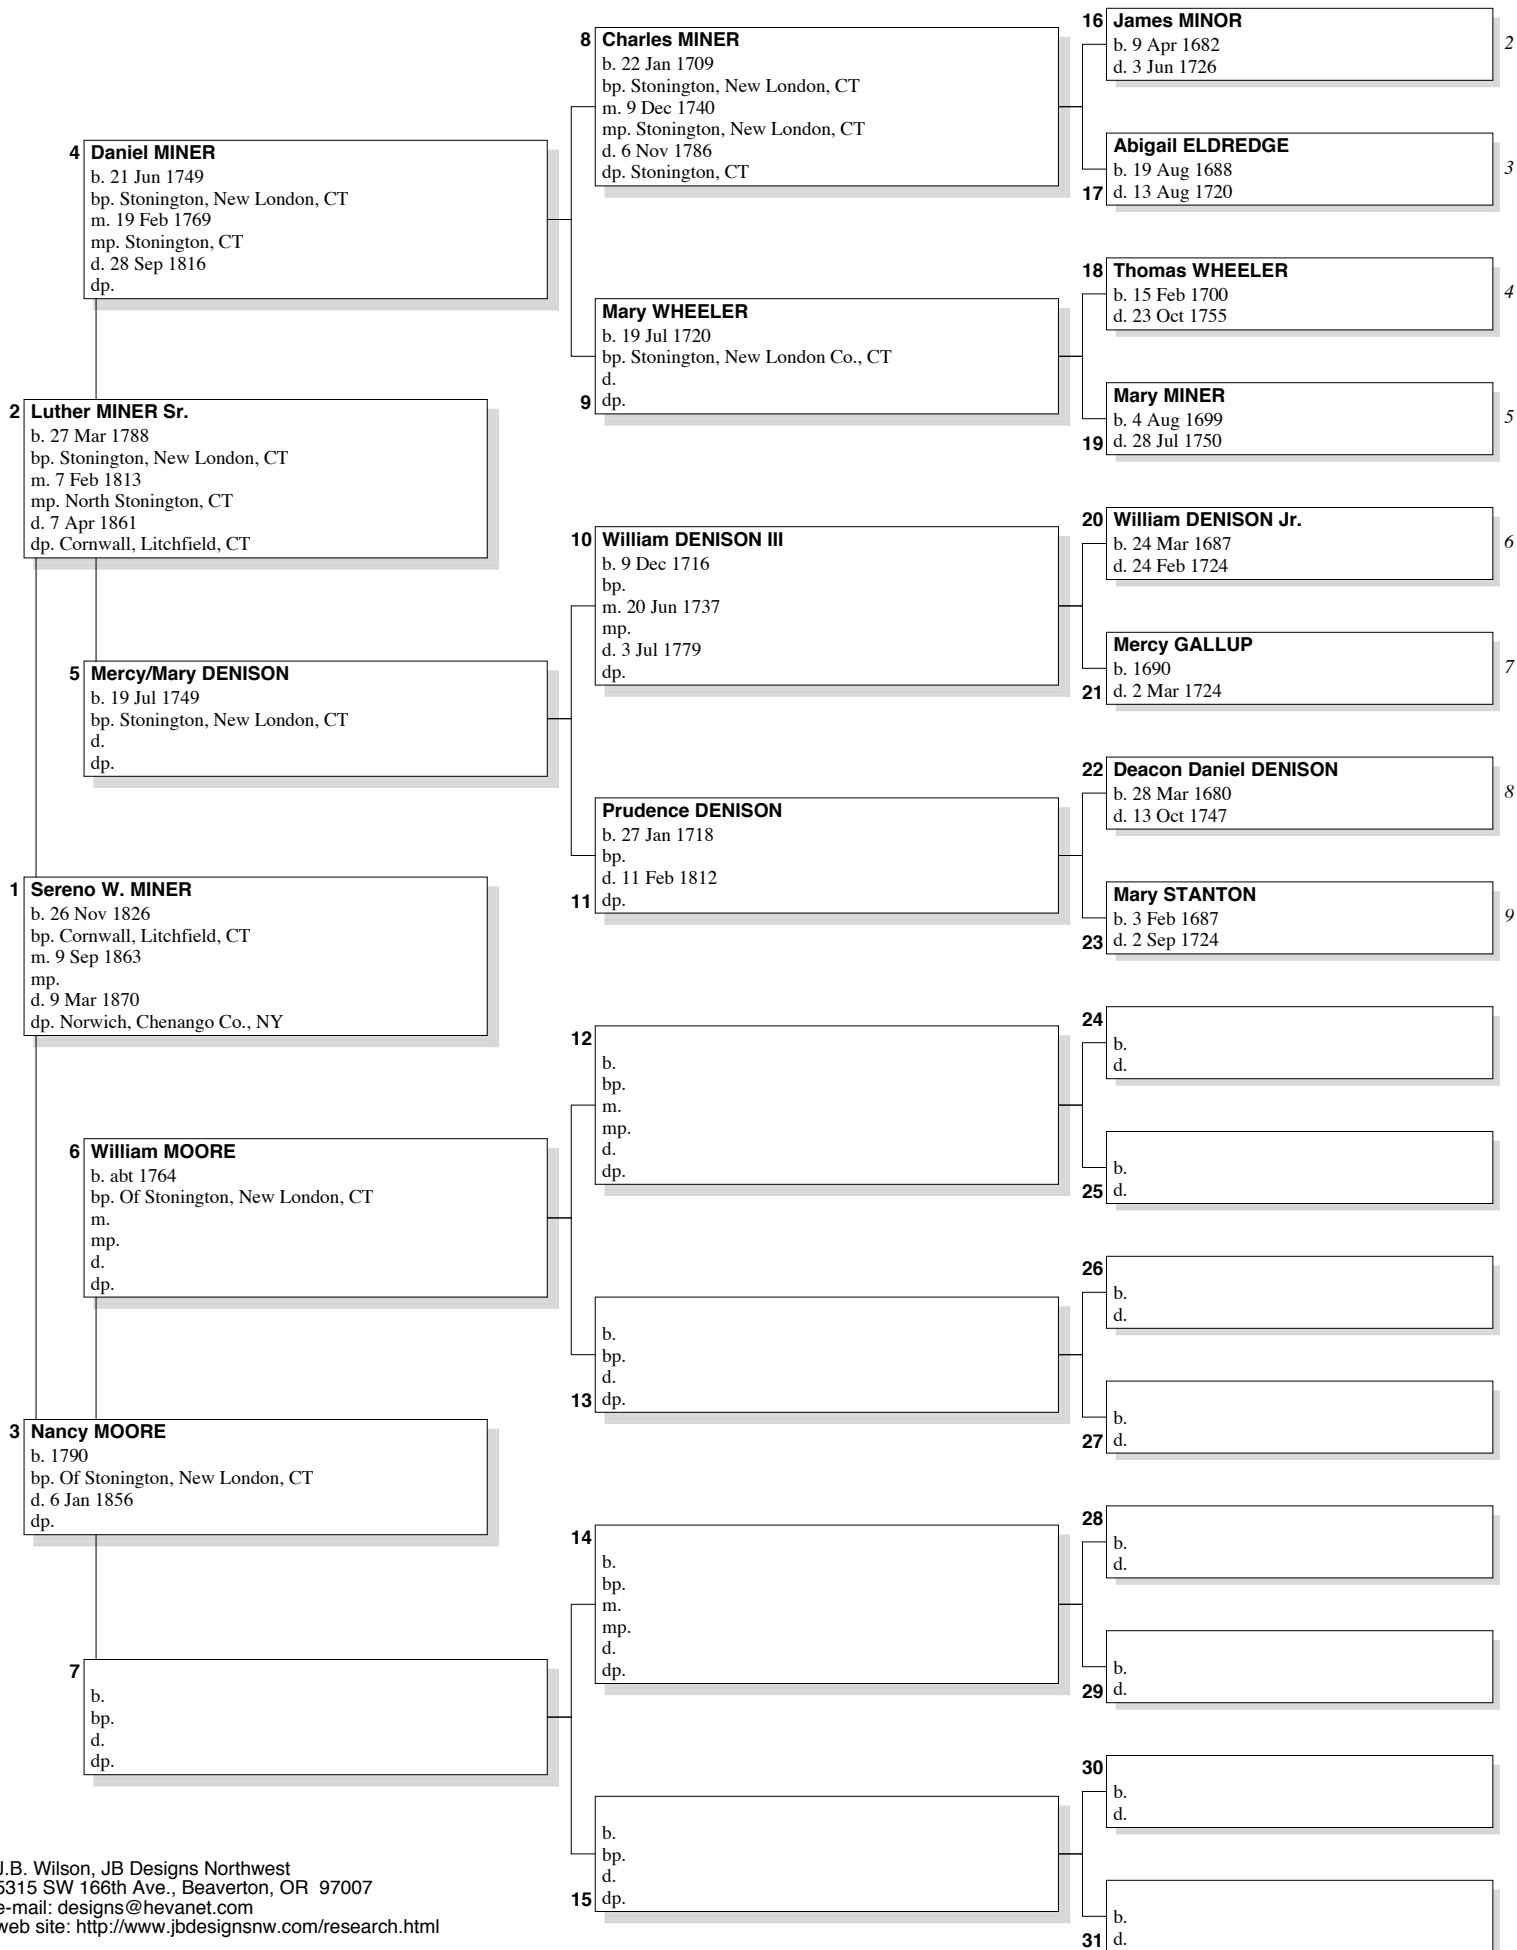 16 James MINOR
b. 9 Apr 1682
d. 3 Jun 1726
2
8 Charles MINER
b. 22 Jan 1709
bp. Stonington, New London, CT
m. 9 Dec 1740
mp. Stonington, New London, CT
d. 6 Nov 1786
dp. Stonington, CT
Abigail ELDREDGE
b. 19 Aug 1688
17 d. 13 Aug 1720
3
4 Daniel MINER
b. 21 Jun 1749
bp. Stonington, New London, CT
m. 19 Feb 1769
mp. Stonington, CT
d. 28 Sep 1816
dp.
18 Thomas WHEELER
b. 15 Feb 1700
d. 23 Oct 1755
4
Mary WHEELER
b. 19 Jul 1720
bp. Stonington, New London Co., CT
d.
9 dp.
Mary MINER
b. 4 Aug 1699
19 d. 28 Jul 1750
5
2 Luther MINER Sr.
b. 27 Mar 1788
bp. Stonington, New London, CT
m. 7 Feb 1813
mp. North Stonington, CT
d. 7 Apr 1861
dp. Cornwall, Litchfield, CT
20 William DENISON Jr.
b. 24 Mar 1687
d. 24 Feb 1724
6
10 William DENISON III
b. 9 Dec 1716
bp.
m. 20 Jun 1737
mp.
d. 3 Jul 1779
dp.
Mercy GALLUP
b. 1690
21 d. 2 Mar 1724
7
5 Mercy/Mary DENISON
b. 19 Jul 1749
bp. Stonington, New London, CT
d.
dp.
22 Deacon Daniel DENISON
b. 28 Mar 1680
d. 13 Oct 1747
8
Prudence DENISON
b. 27 Jan 1718
bp.
d. 11 Feb 1812
11 dp.
Mary STANTON
b. 3 Feb 1687
23 d. 2 Sep 1724
9
1 Sereno W. MINER
b. 26 Nov 1826
bp. Cornwall, Litchfield, CT
m. 9 Sep 1863
mp.
d. 9 Mar 1870
dp. Norwich, Chenango Co., NY
24
b.
d.
12
b.
bp.
m.
mp.
d.
dp.
b.
25 d.
6 William MOORE
b. abt 1764
bp. Of Stonington, New London, CT
m.
mp.
d.
dp.
26
b.
d.
b.
bp.
d.
13 dp.
b.
27 d.
3 Nancy MOORE
b. 1790
bp. Of Stonington, New London, CT
d. 6 Jan 1856
dp.
28
b.
d.
14
b.
bp.
m.
mp.
d.
dp.
b.
29 d.
7
b.
bp.
d.
dp.
30
b.
d.
b.
bp.
d.
15 dp.
b.
31 d.
J.B. Wilson, JB Designs Northwest
5315 SW 166th Ave., Beaverton, OR 97007
e-mail: designs@hevanet.com
web site: http://www.jbdesignsnw.com/research.html